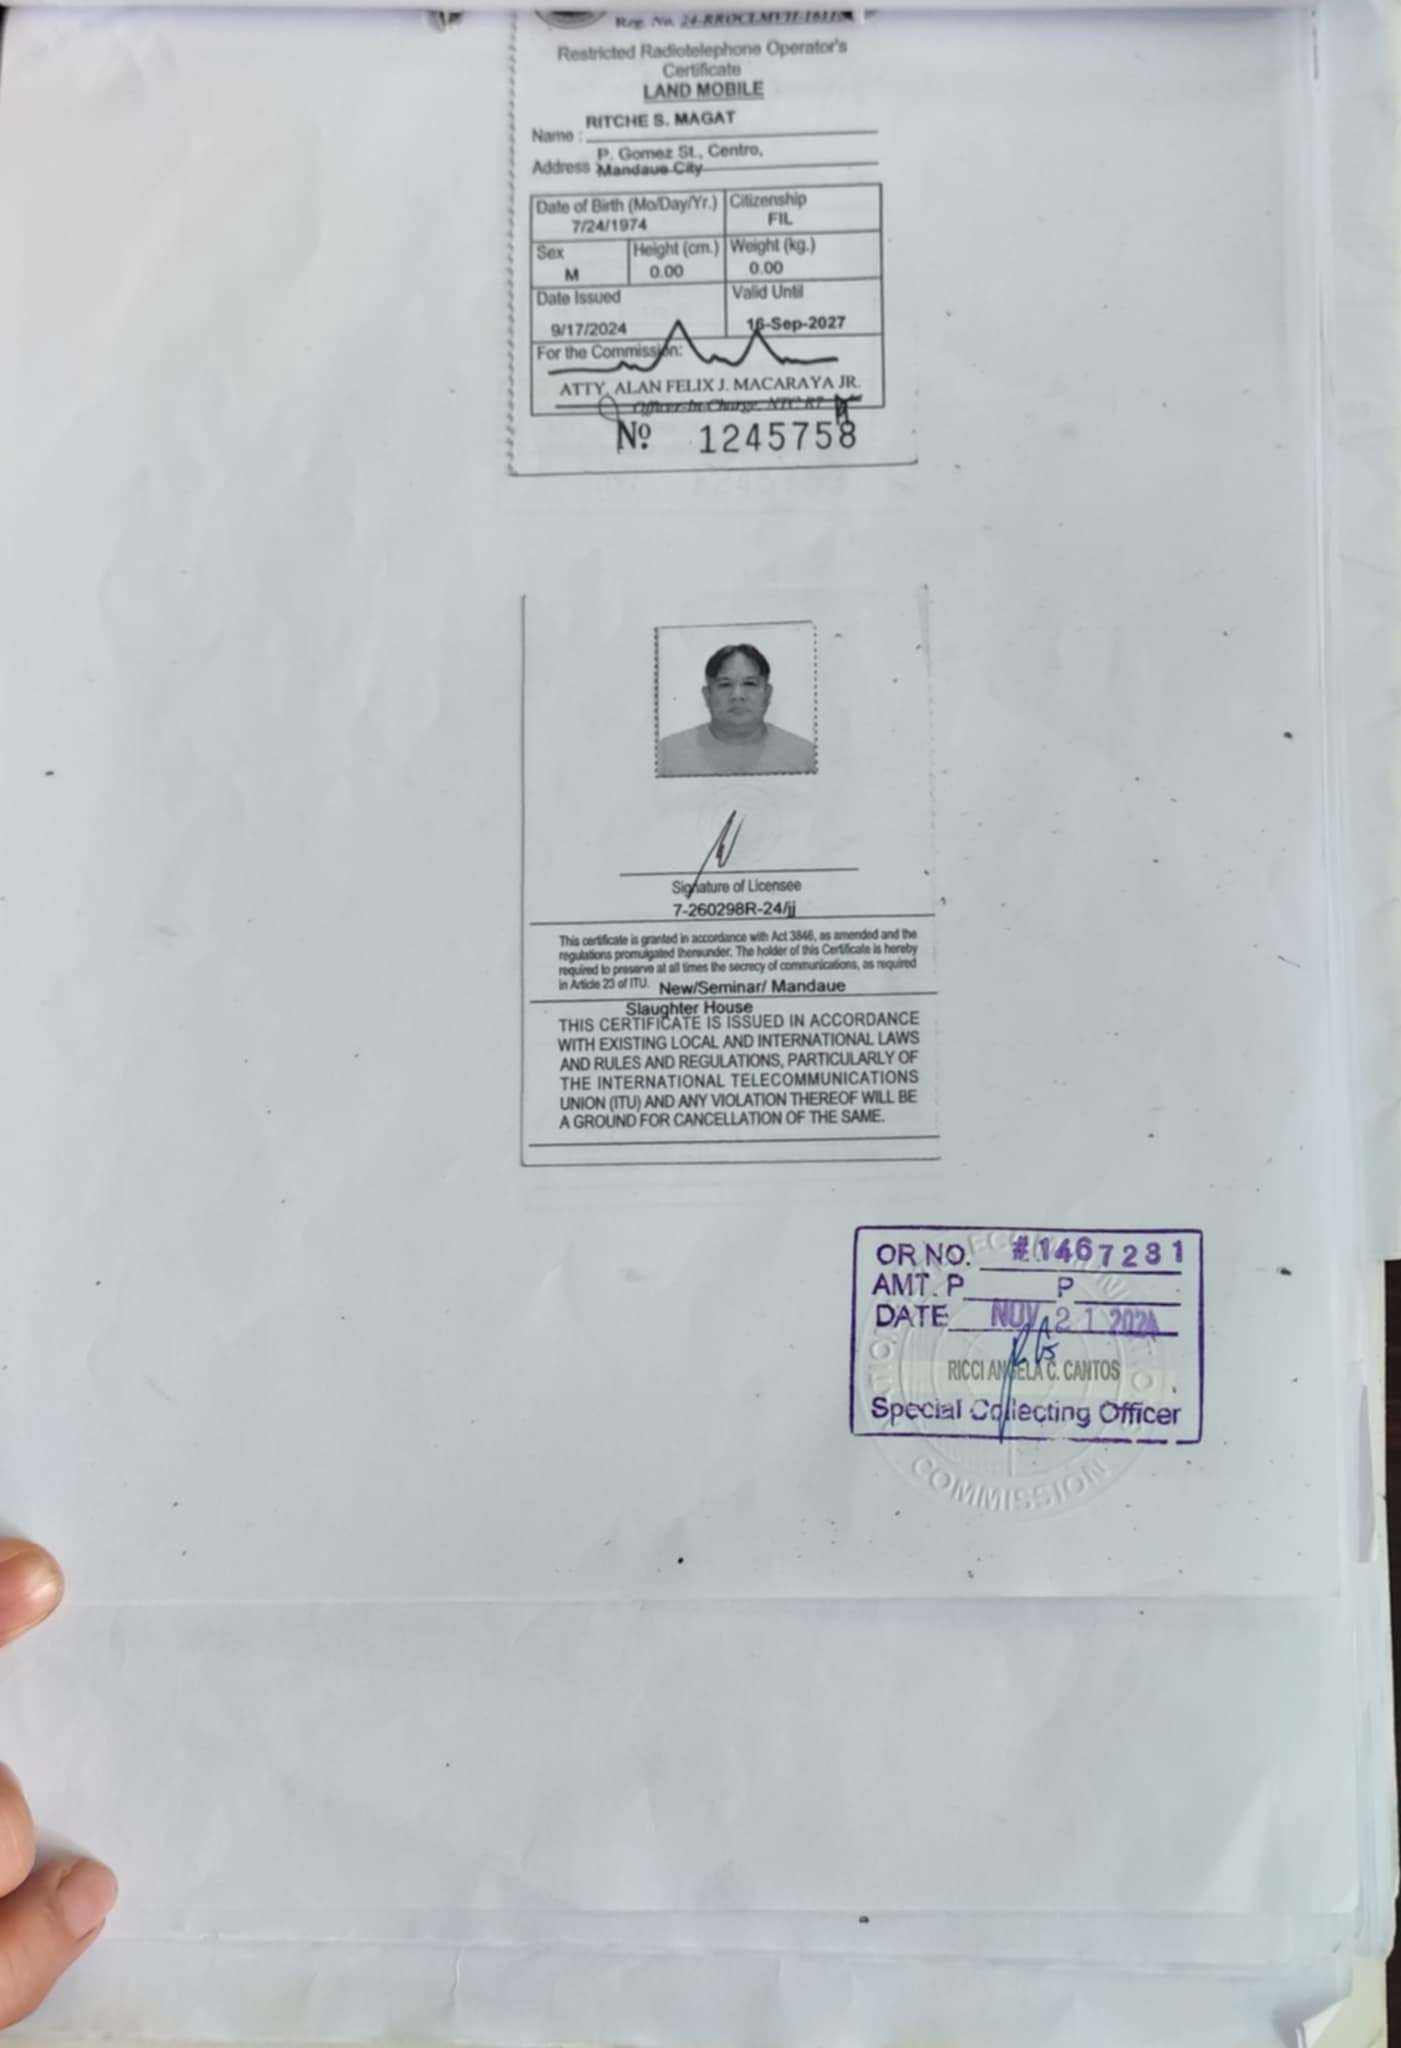 Reg. No. 24-RROCLMVII-1611
Restricted Radiotelephone Operator's
Certificate
LAND MOBILE
RITCHE S. MAGAT
Name :
P. Gomez St., Centro,
Address Mandaue City
Date of Birth (Mo/Day/Yr.) Citizenship
7/24/1974 FIL
Sex Height (cm.) Weight (kg.)
M 0.00 0.00
Date Issued Valid Until
9/17/2024 16-Sep-2027
For the Commission:
ATTY. ALAN FELIX J. MACARAYA JR.
Officer-In-Charge, NTC R7
Nº 1245758
Signature of Licensee
7-260298R-24/jj
This certificate is granted in accordance with Act 3846, as amended and the
regulations promulgated thereunder. The holder of this Certificate is hereby
required to preserve at all times the secrecy of communications, as required
in Article 23 of ITU. New/Seminar/ Mandaue
Slaughter House
THIS CERTIFICATE IS ISSUED IN ACCORDANCE
WITH EXISTING LOCAL AND INTERNATIONAL LAWS
AND RULES AND REGULATIONS, PARTICULARLY OF
THE INTERNATIONAL TELECOMMUNICATIONS
UNION (ITU) AND ANY VIOLATION THEREOF WILL BE
A GROUND FOR CANCELLATION OF THE SAME.
OR NO. #1467281
AMT. P P
DATE NOV 21 2024
RICCI ANGELA C. CANTOS
Special Collecting Officer
COMMISSION